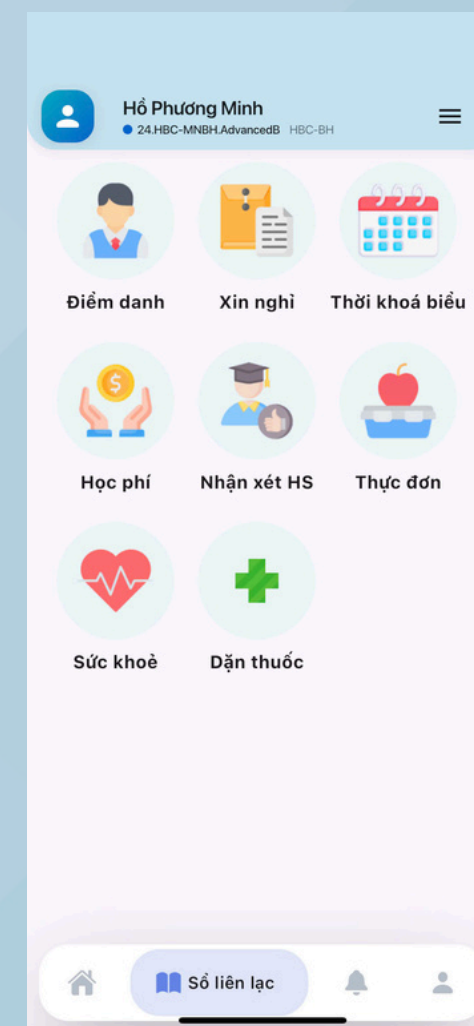 Hồ Phương Minh
24.HBC-MNBH.AdvancedB HBC-BH
Điểm danh
Xin nghỉ
Thời khoá biểu
Học phí
Nhận xét HS
Thực đơn
Sức khoẻ
Dặn thuốc
Sổ liên lạc